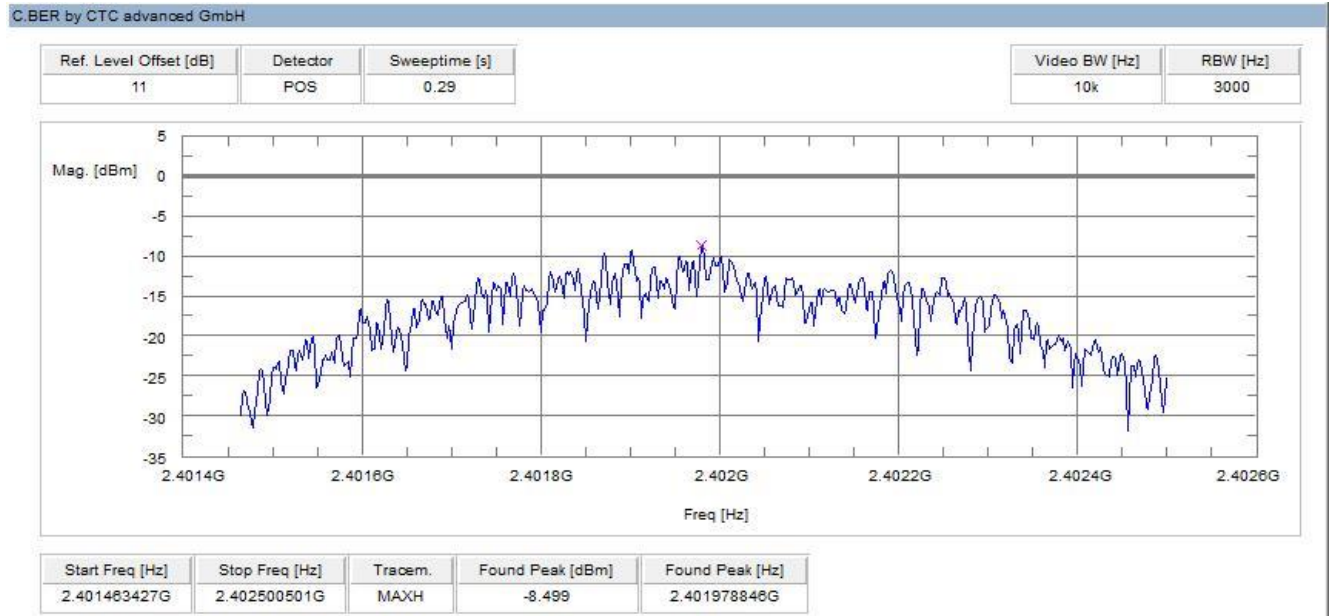 C.BER by CTC advanced GmbH
Ref. Level Offset [dB] Detector Sweeptime [s] Video BW [Hz] RBW [Hz]
11 POS 0.29 10k 3000
5
Mag. [dBm] 0
-5
-10
-15
-20
-25
-30
-35
2.4014G 2.4016G 2.4018G 2.402G 2.4022G 2.4024G 2.4026G
Freq [Hz]
Start Freq [Hz] Stop Freq [Hz] Tracem. Found Peak [dBm] Found Peak [Hz]
2.401463427G 2.402500501G MAXH -8.499 2.401978846G